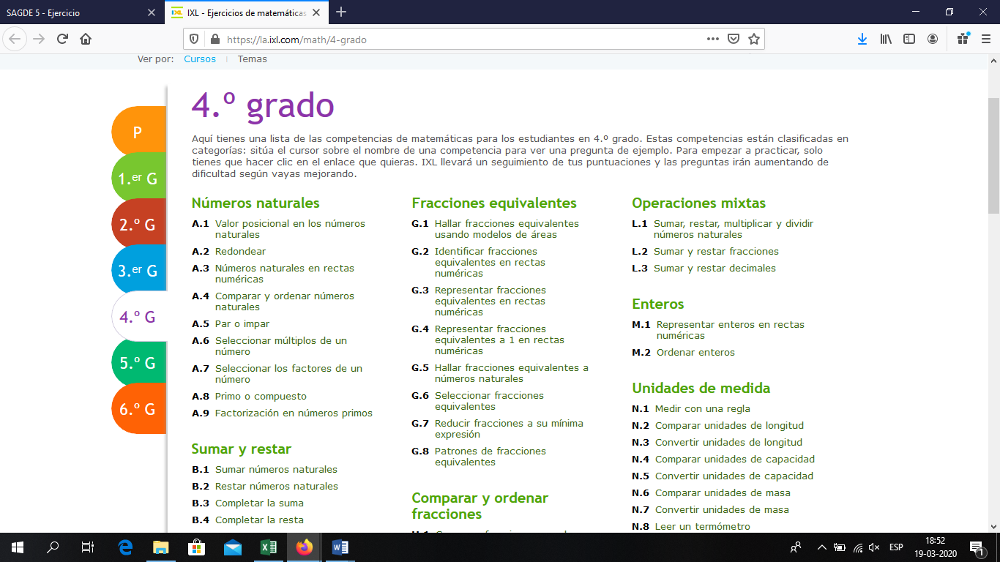 SAGDE 5 - Ejercicio
IXL - Ejercicios de matemáticas
https://la.ixl.com/math/4-grado
Ver por: Cursos Temas
P
1.er G
2.º G
3.er G
4.º G
5.º G
6.º G
4.º grado
Aquí tienes una lista de las competencias de matemáticas para los estudiantes en 4.º grado. Estas competencias están clasificadas en
categorías: sitúa el cursor sobre el nombre de una competencia para ver una pregunta de ejemplo. Para empezar a practicar, solo
tienes que hacer clic en el enlace que quieras. IXL llevará un seguimiento de tus puntuaciones y las preguntas irán aumentando de
dificultad según vayas mejorando.
Números naturales
A.1 Valor posicional en los números
naturales
A.2 Redondear
A.3 Números naturales en rectas
numéricas
A.4 Comparar y ordenar números
naturales
A.5 Par o impar
A.6 Seleccionar múltiplos de un
número
A.7 Seleccionar los factores de un
número
A.8 Primo o compuesto
A.9 Factorización en números primos
Sumar y restar
B.1 Sumar números naturales
B.2 Restar números naturales
B.3 Completar la suma
B.4 Completar la resta
Fracciones equivalentes
G.1 Hallar fracciones equivalentes
usando modelos de áreas
G.2 Identificar fracciones
equivalentes en rectas
numéricas
G.3 Representar fracciones
equivalentes en rectas
numéricas
G.4 Representar fracciones
equivalentes a 1 en rectas
numéricas
G.5 Hallar fracciones equivalentes a
números naturales
G.6 Seleccionar fracciones
equivalentes
G.7 Reducir fracciones a su mínima
expresión
G.8 Patrones de fracciones
equivalentes
Comparar y ordenar
fracciones
Operaciones mixtas
L.1 Sumar, restar, multiplicar y dividir
números naturales
L.2 Sumar y restar fracciones
L.3 Sumar y restar decimales
Enteros
M.1 Representar enteros en rectas
numéricas
M.2 Ordenar enteros
Unidades de medida
N.1 Medir con una regla
N.2 Comparar unidades de longitud
N.3 Convertir unidades de longitud
N.4 Comparar unidades de capacidad
N.5 Convertir unidades de capacidad
N.6 Comparar unidades de masa
N.7 Convertir unidades de masa
N.8 Leer un termómetro
ESP
18:52
19-03-2020
1